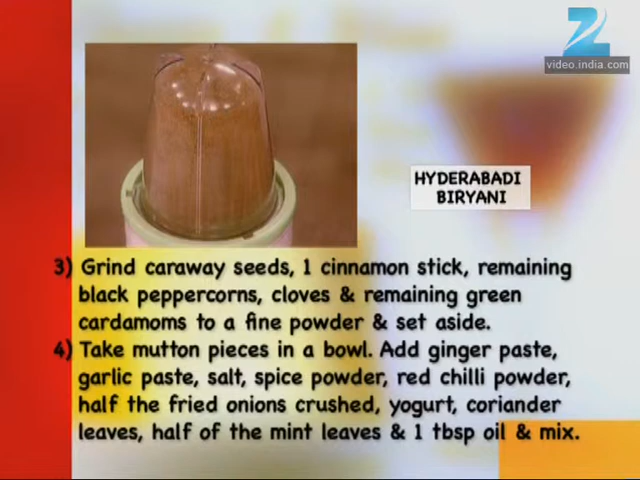 Z
video.india.com
HYDERABADI
BIRYANI
3) Grind caraway seeds, 1 cinnamon stick, remaining
black peppercorns, cloves & remaining green
cardamoms to a fine powder & set aside.
4) Take mutton pieces in a bowl. Add ginger paste,
garlic paste, salt, spice powder, red chilli powder,
half the fried onions crushed, yogurt, coriander
leaves, half of the mint leaves & 1 tbsp oil & mix.